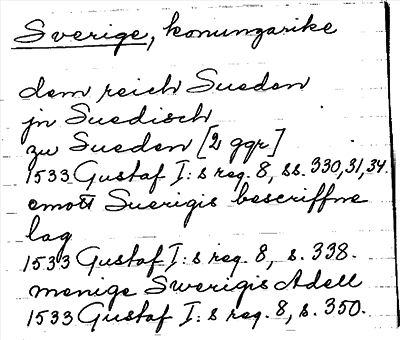 Sverige, konungarike
dem reich Sueden
jn Suedisch
zu Sueden [2 ggr]
1533 Gustaf I:s reg. 8, ss. 330, 31, 34.
emott Suerigis bescriffne
lag
1533 Gustaf I:s reg. 8, s. 338.
menige Swerigis Adell
1533 Gustaf I:s reg. 8, s. 350.